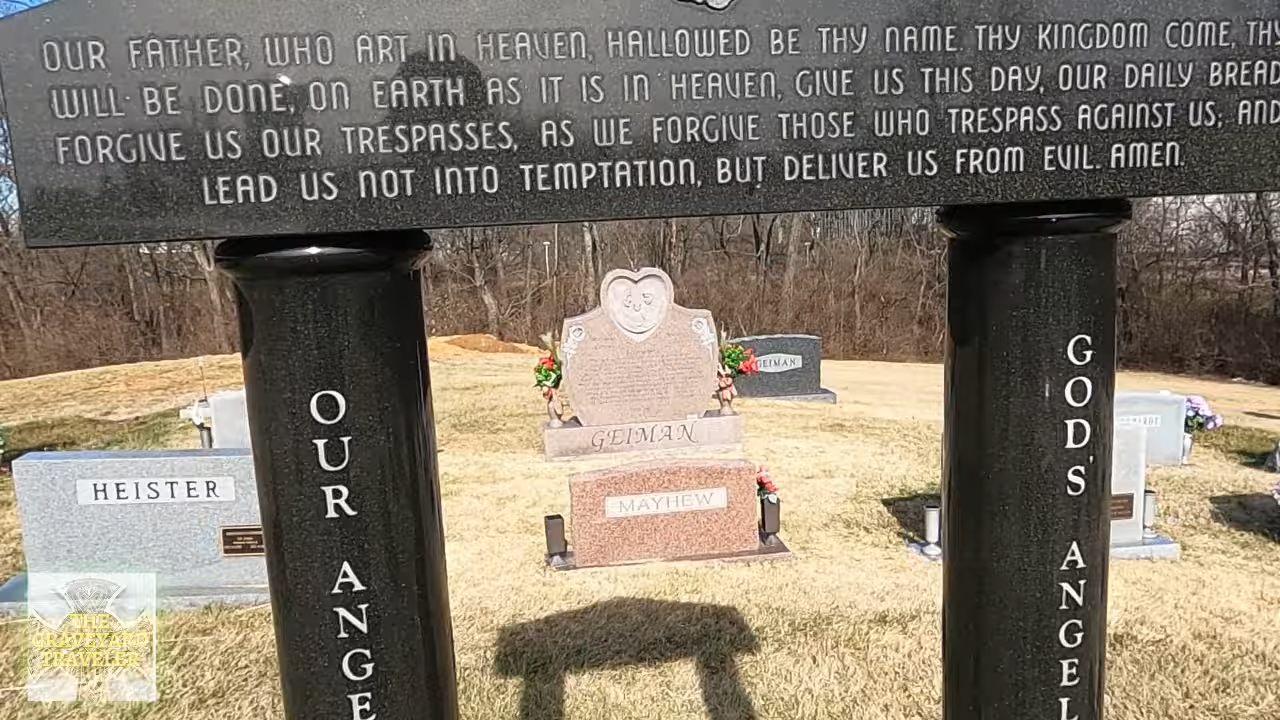 OUR FATHER, WHO ART IN HEAVEN, HALLOWED BE THY NAME. THY KINGDOM COME, THY
WILL BE DONE, ON EARTH AS IT IS IN HEAVEN, GIVE US THIS DAY, OUR DAILY BREAD
FORGIVE US OUR TRESPASSES, AS WE FORGIVE THOSE WHO TRESPASS AGAINST US; AND
LEAD US NOT INTO TEMPTATION, BUT DELIVER US FROM EVIL. AMEN.
OUR ANGE
GOD'S ANGEL
GEIMAN
GEIMAN
HEISTER
MAYHEW
THE
GRAVEYARD
TRAVELER